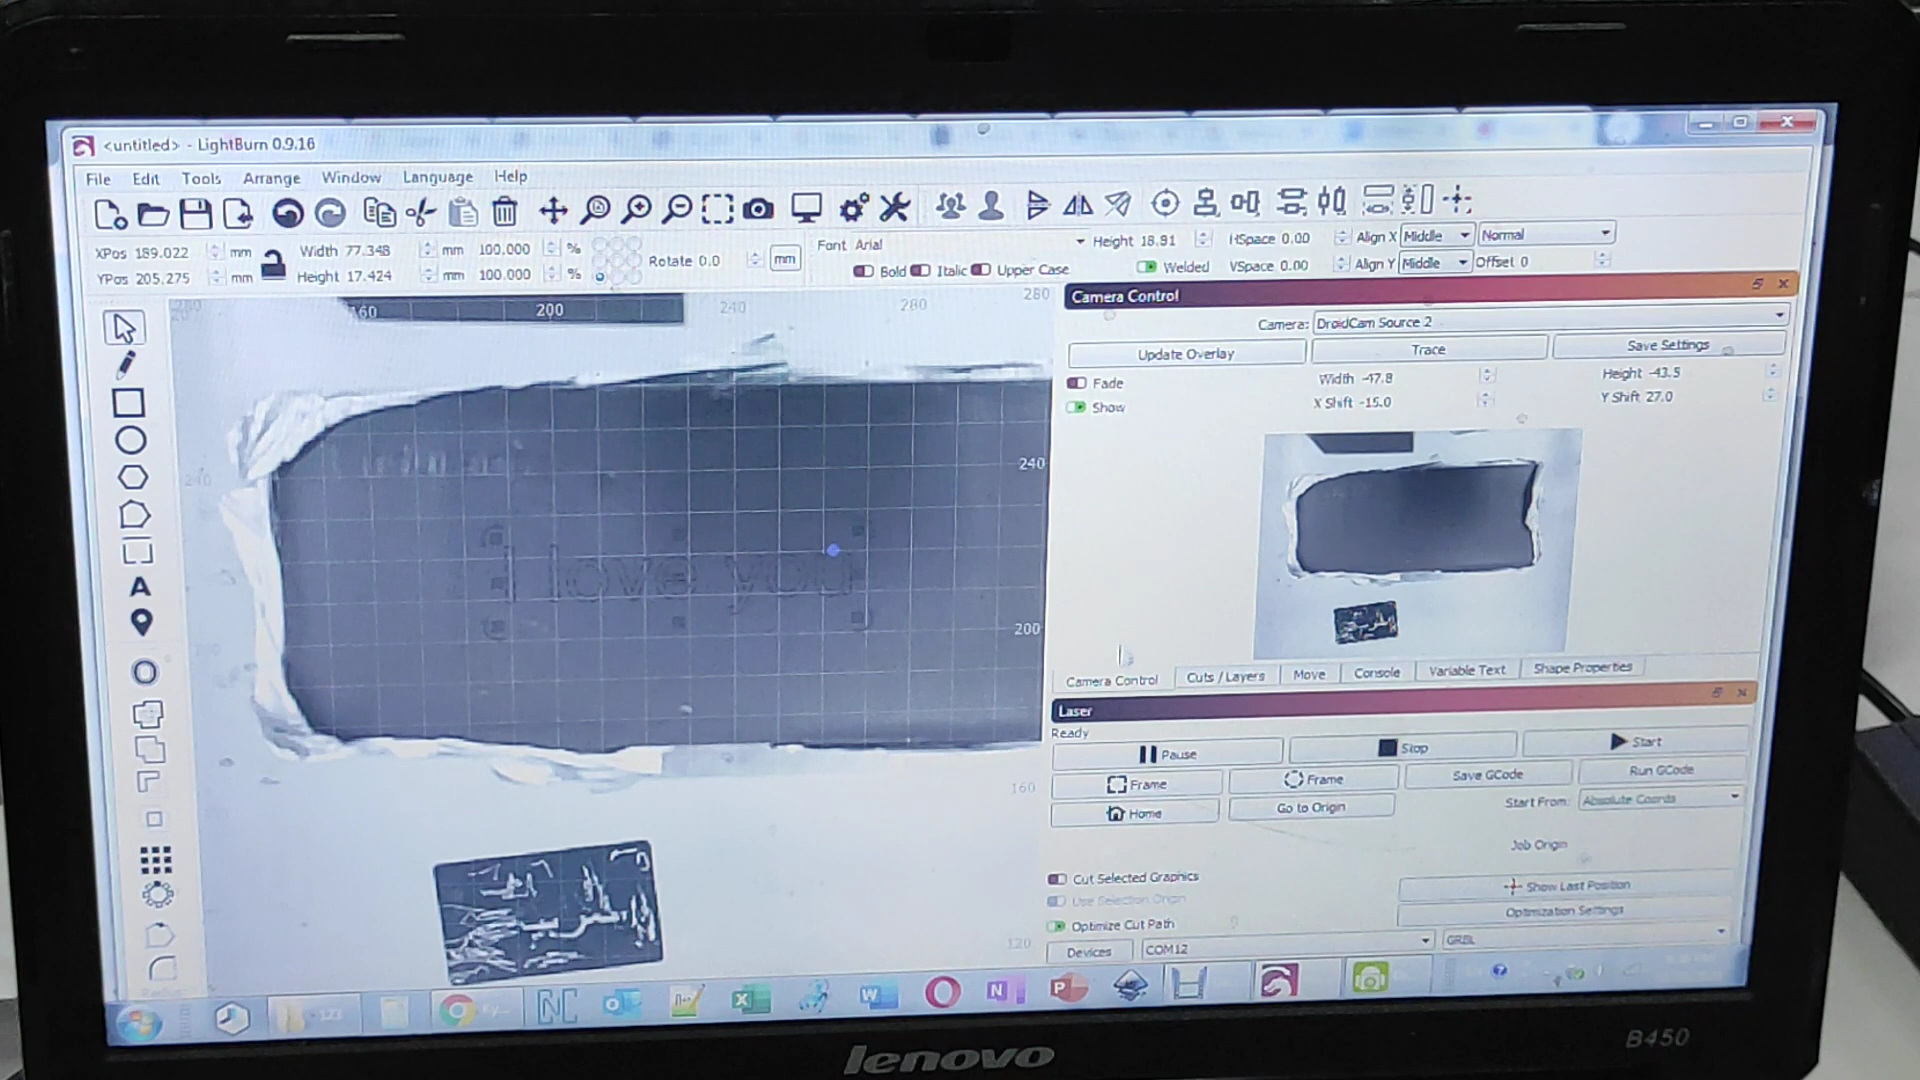 <untitled> - LightBurn 0.9.16
File Edit Tools Arrange Window Language Help
XPos 189.022 mm Width 77.348 mm 100.000 % Rotate 0.0 mm Font Arial Height 18.91 HSpace 0.00 Align X Middle Normal
YPos 205.275 mm Height 17.424 mm 100.000 % Bold Italic Upper Case Welded VSpace 0.00 Align Y Middle Offset 0
200 240 280 280
Camera Control
Camera: DroidCam Source 2
Update Overlay Trace Save Settings
Fade Width -47.8 Height -43.5
Show X Shift -15.0 Y Shift 27.0
240
I love you
200
160
120
Camera Control Cuts / Layers Move Console Variable Text Shape Properties
Laser
Ready
Pause Stop Start
Frame Frame Save GCode Run GCode
Home Go to Origin Start From: Absolute Coords
Job Origin
Cut Selected Graphics Show Last Position
Use Selection Origin Optimization Settings
Optimize Cut Path
Devices COM12 GRBL
lenovo B450